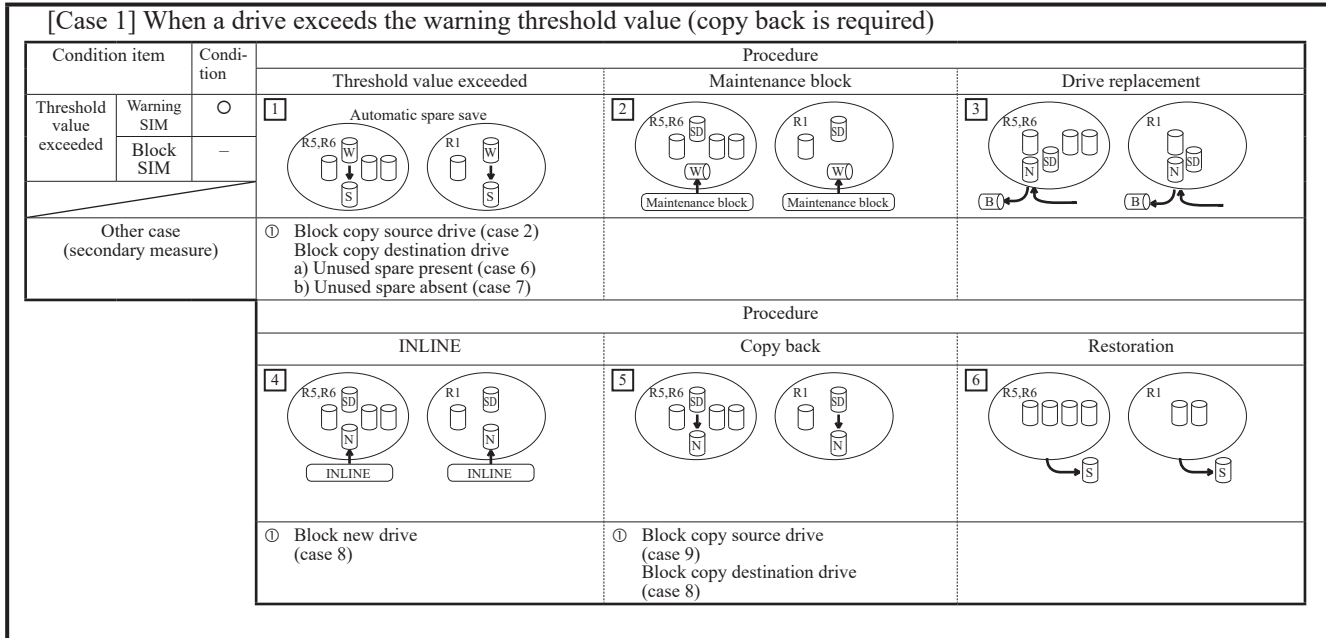 [Case 1] When a drive exceeds the warning threshold value (copy back is required)
Condition item
Condi-
tion
Procedure
Threshold value exceeded
Maintenance block
Drive replacement
Threshold
value
exceeded
Warning
SIM
○
Block
SIM
–
1
Automatic spare save
R5,R6
W
S
R1
W
S
2
R5,R6
SD
W
Maintenance block
R1
SD
W
Maintenance block
3
R5,R6
SD
N
B
R1
SD
N
B
Other case
(secondary measure)
① Block copy source drive (case 2)
Block copy destination drive
a) Unused spare present (case 6)
b) Unused spare absent (case 7)
Procedure
INLINE
Copy back
Restoration
4
R5,R6
SD
N
INLINE
R1
SD
N
INLINE
5
R5,R6
SD
N
R1
SD
N
6
R5,R6
S
R1
S
① Block new drive
(case 8)
① Block copy source drive
(case 9)
Block copy destination drive
(case 8)